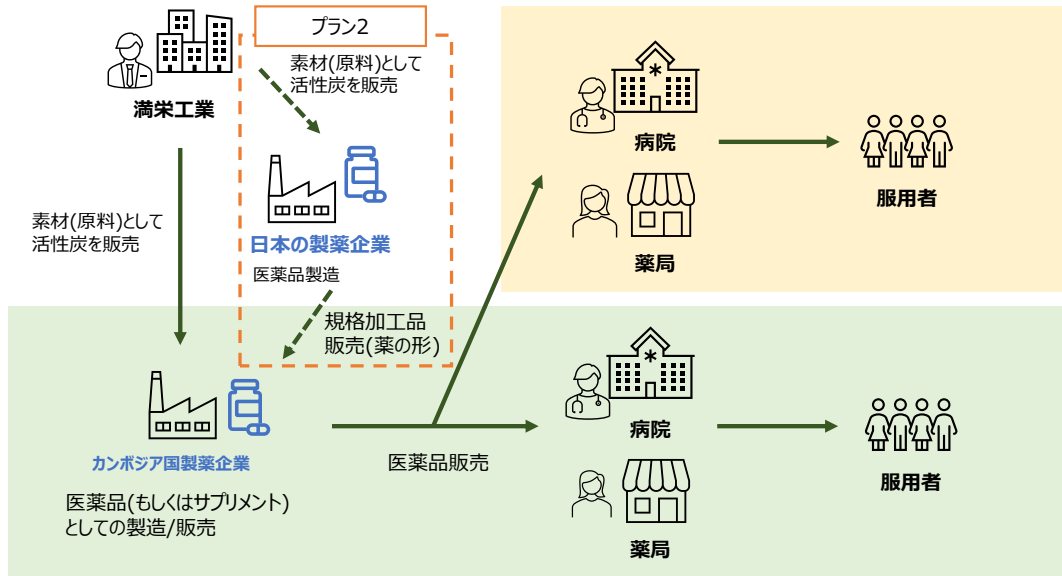 プラン2
素材(原料)として
活性炭を販売
満栄工業
素材(原料)として
活性炭を販売
日本の製薬企業
医薬品製造
規格加工品
販売(薬の形)
カンボジア国製薬企業
医薬品(もしくはサプリメント)
としての製造/販売
医薬品販売
病院
薬局
服用者
病院
薬局
服用者